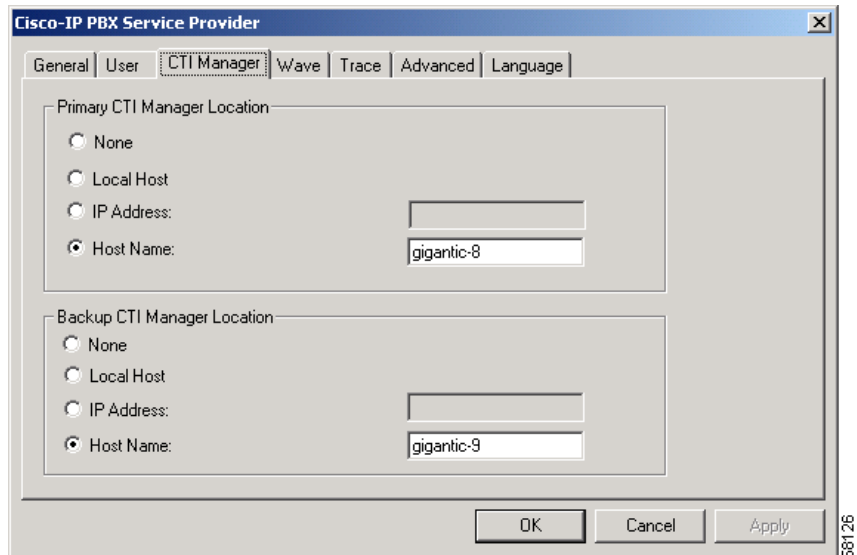 Cisco-IP PBX Service Provider
General User CTI Manager Wave Trace Advanced Language
Primary CTI Manager Location
None
Local Host
IP Address:
Host Name: gigantic-8
Backup CTI Manager Location
None
Local Host
IP Address:
Host Name: gigantic-9
OK Cancel Apply
68126